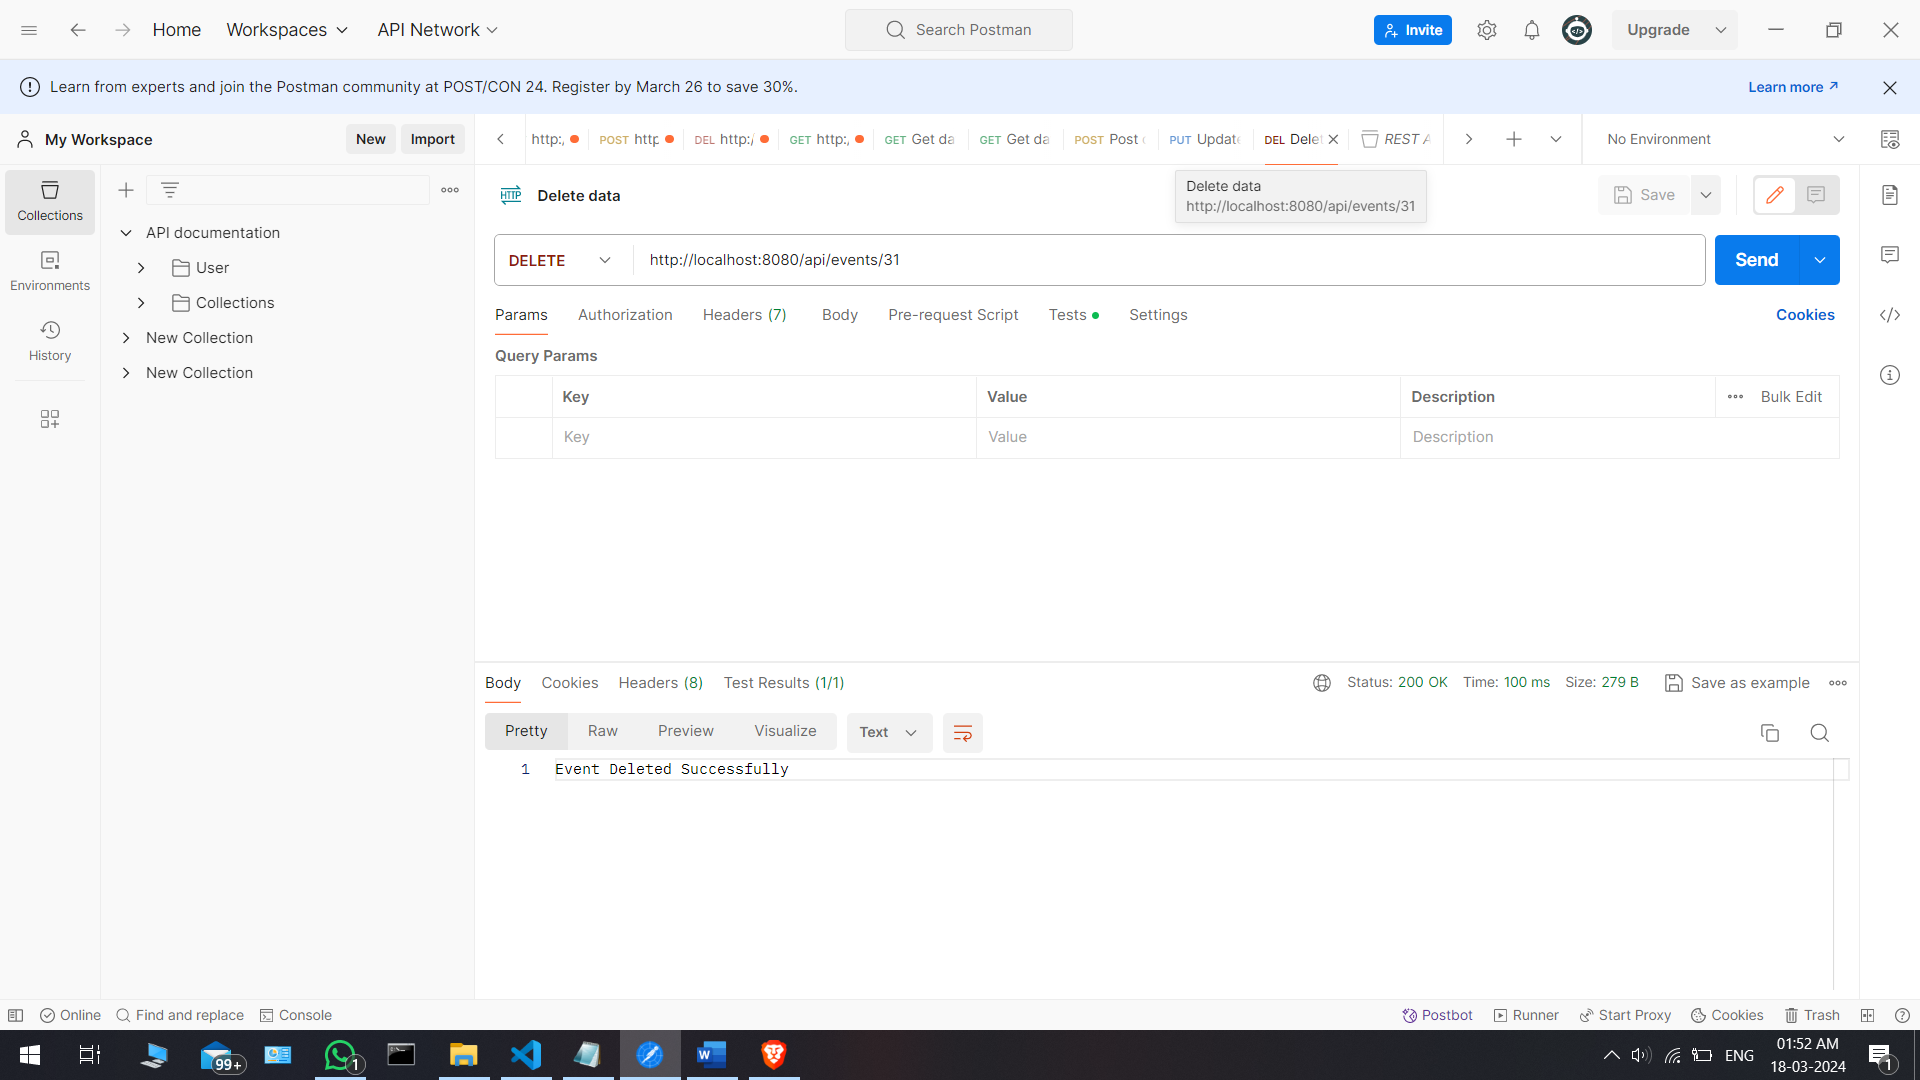 Home Workspaces API Network Search Postman Invite Upgrade
Learn from experts and join the Postman community at POST/CON 24. Register by March 26 to save 30%. Learn more
My Workspace New Import
http:/ POST http DEL http:/ GET http:/ GET Get da GET Get da POST Post PUT Update DEL Delet REST A No Environment
Collections
Environments
History
API documentation
User
Collections
New Collection
New Collection
HTTP Delete data
Save
Delete data
http://localhost:8080/api/events/31
DELETE http://localhost:8080/api/events/31 Send
Params Authorization Headers (7) Body Pre-request Script Tests Settings Cookies
Query Params
Key Value Description Bulk Edit
Key Value Description
Body Cookies Headers (8) Test Results (1/1) Status: 200 OK Time: 100 ms Size: 279 B Save as example
Pretty Raw Preview Visualize Text
1 Event Deleted Successfully
Online Find and replace Console Postbot Runner Start Proxy Cookies Trash
99+ 1 ENG 01:52 AM
18-03-2024 1